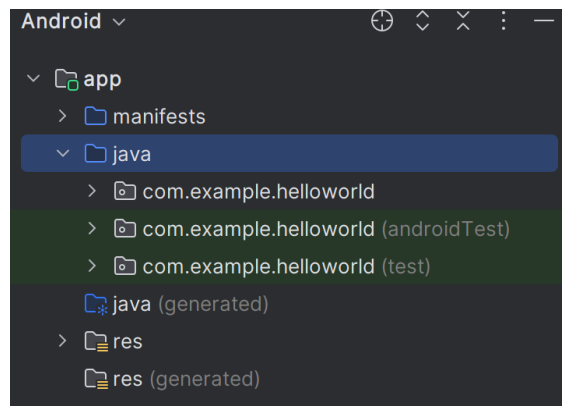 Android
app
manifests
java
com.example.helloworld
com.example.helloworld (androidTest)
com.example.helloworld (test)
java (generated)
res
res (generated)